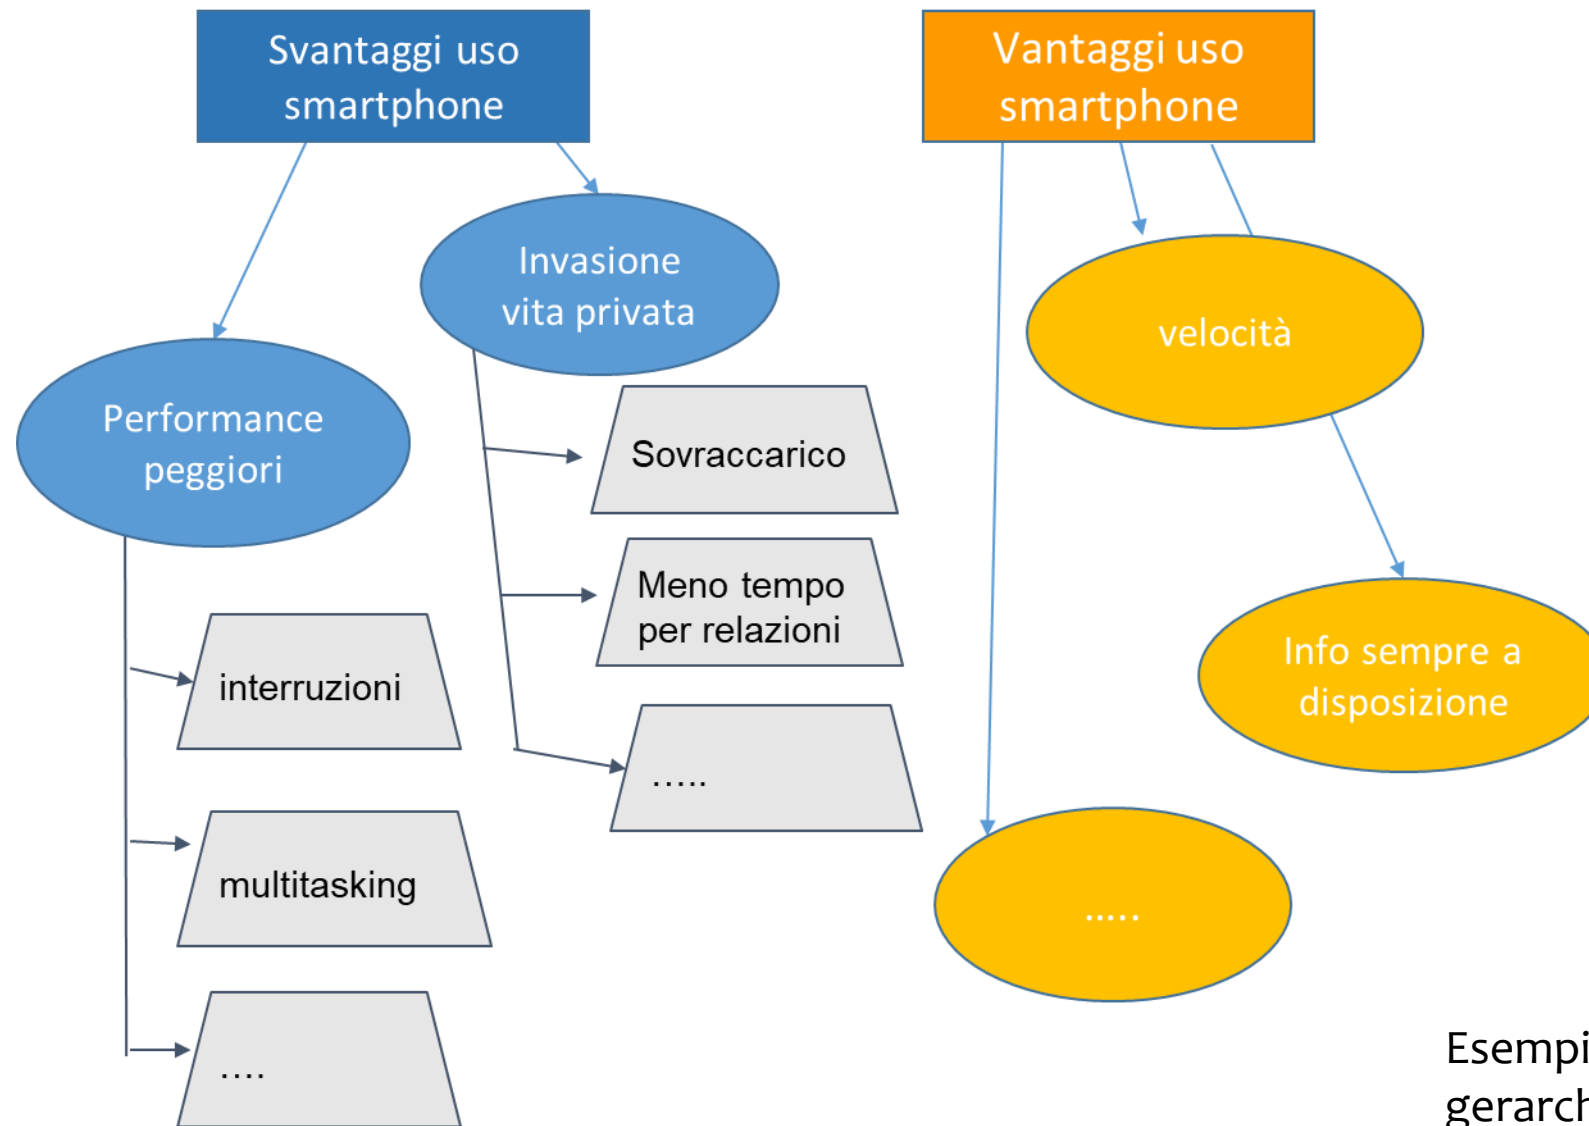 Svantaggi uso
smartphone
Vantaggi uso
smartphone
Invasione
vita privata
velocità
Performance
peggiori
Sovraccarico
Meno tempo
per relazioni
Info sempre a
disposizione
interruzioni
…..
multitasking
…..
….
Esempi
gerarch